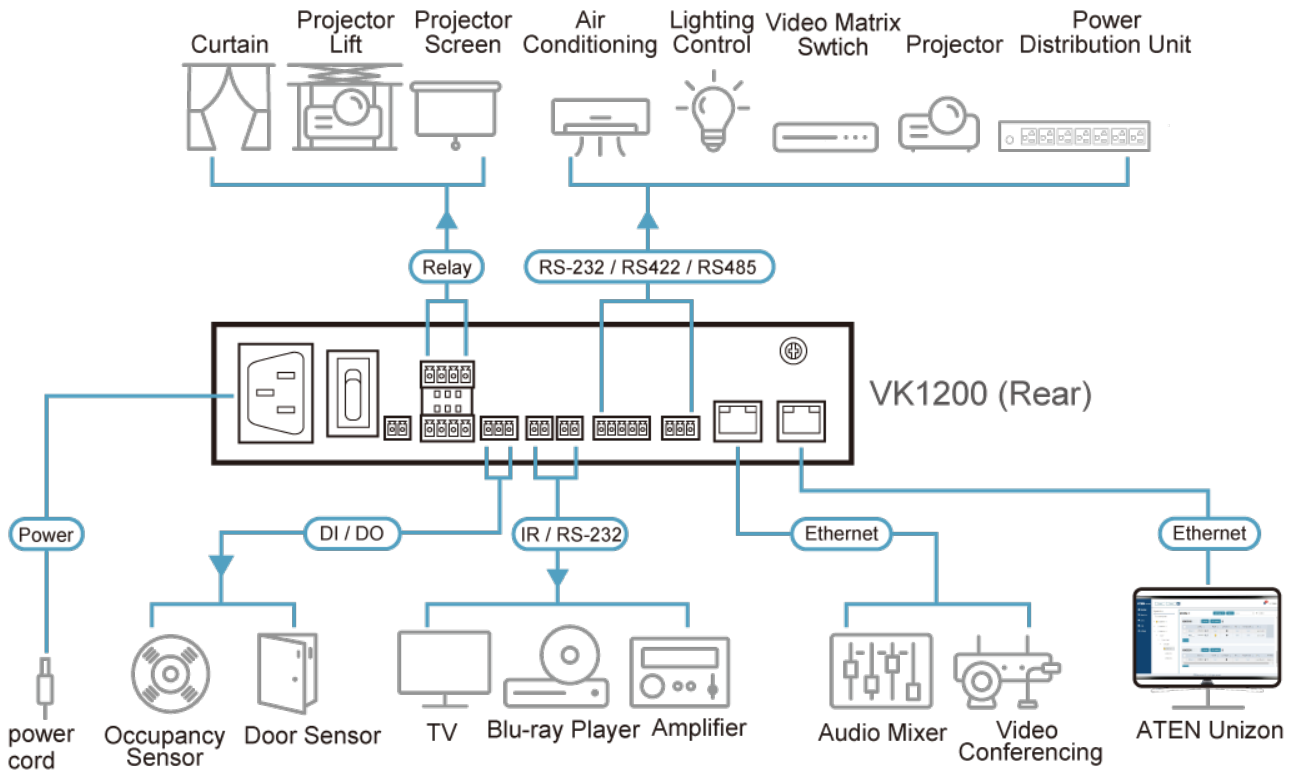 Curtain
Projector
Lift
Projector
Screen
Air
Conditioning
Lighting
Control
Video Matrix
Swtich
Projector
Power
Distribution Unit
Relay
RS-232 / RS422 / RS485
VK1200 (Rear)
Power
DI / DO
IR / RS-232
Ethernet
Ethernet
power
cord
Occupancy
Sensor
Door Sensor
TV
Blu-ray Player
Amplifier
Audio Mixer
Video
Conferencing
ATEN Unizon